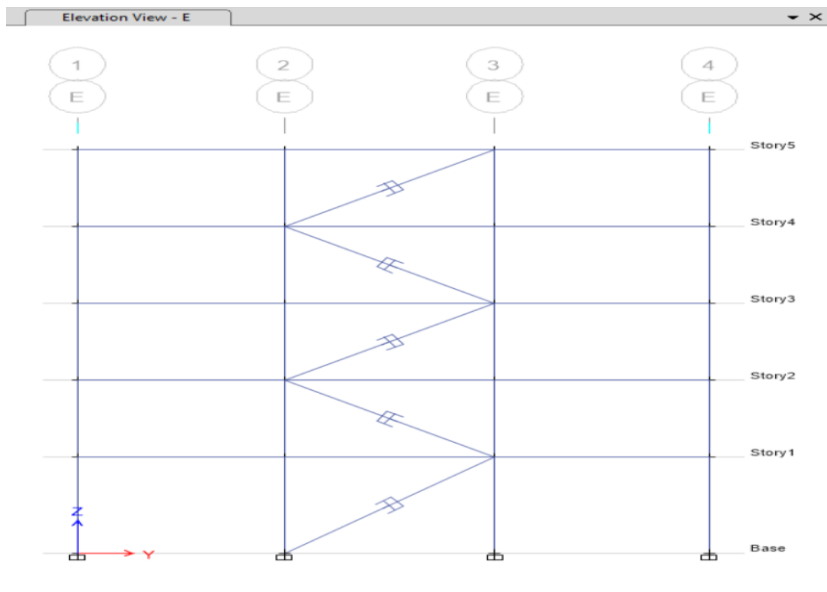 Elevation View - E
1 2 3 4
E E E E
Story5
Story4
Story3
Story2
Story1
Z
Y
Base